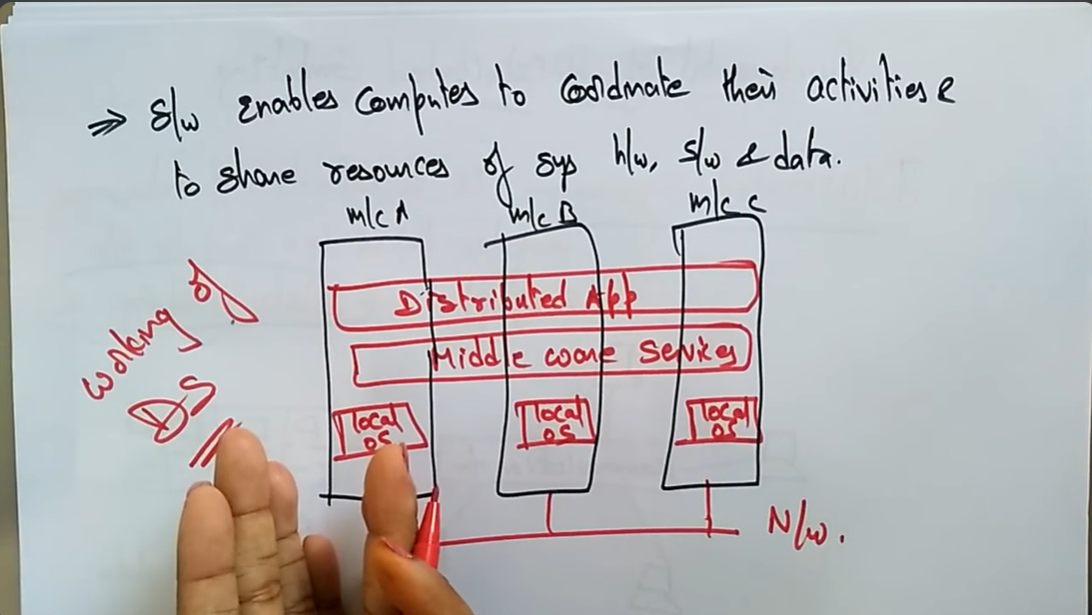 ⇒ S/w enables Computes to Coordinate their activities &
to share resources of sys h/w, s/w & data.
m/c A m/c B m/c C
Distributed App
Middle ware Services
Local OS Local OS Local OS
working of
DS
N/w.